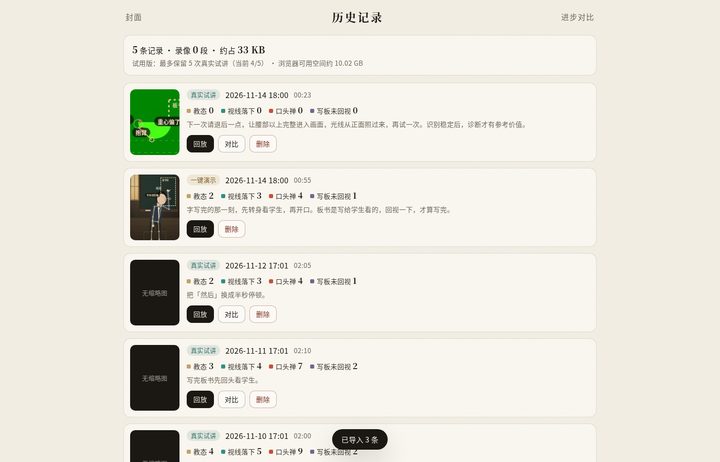 封面
历史记录
进步对比
5 条记录 · 录像 0 段 · 约占 33 KB
试用版：最多保留 5 次真实试讲（当前 4/5） · 浏览器可用空间约 10.02 GB
真实试讲 2026-11-14 18:00 00:23
教态 0 视线落下 0 口头禅 0 写板未回视 0
下一次请退后一点，让腰部以上完整进入画面，光线从正面照过来，再试一次。识别稳定后，诊断才有参考价值。
回放 对比 删除
重心偏了
抱臂
一键演示 2026-11-14 18:00 00:55
教态 2 视线落下 3 口头禅 4 写板未回视 1
字写完的那一刻，先转身看学生，再开口。板书是写给学生看的，回视一下，才算写完。
回放 删除
真实试讲 2026-11-12 17:01 02:05
教态 2 视线落下 3 口头禅 4 写板未回视 1
把「然后」换成半秒停顿。
无缩略图
回放 对比 删除
真实试讲 2026-11-11 17:01 02:10
教态 3 视线落下 4 口头禅 7 写板未回视 2
写完板书先回头看学生。
无缩略图
回放 对比 删除
真实试讲 2026-11-10 17:01 02:00
教态 4 视线落下 5 口头禅 9 写板未回视 2
已导入 3 条